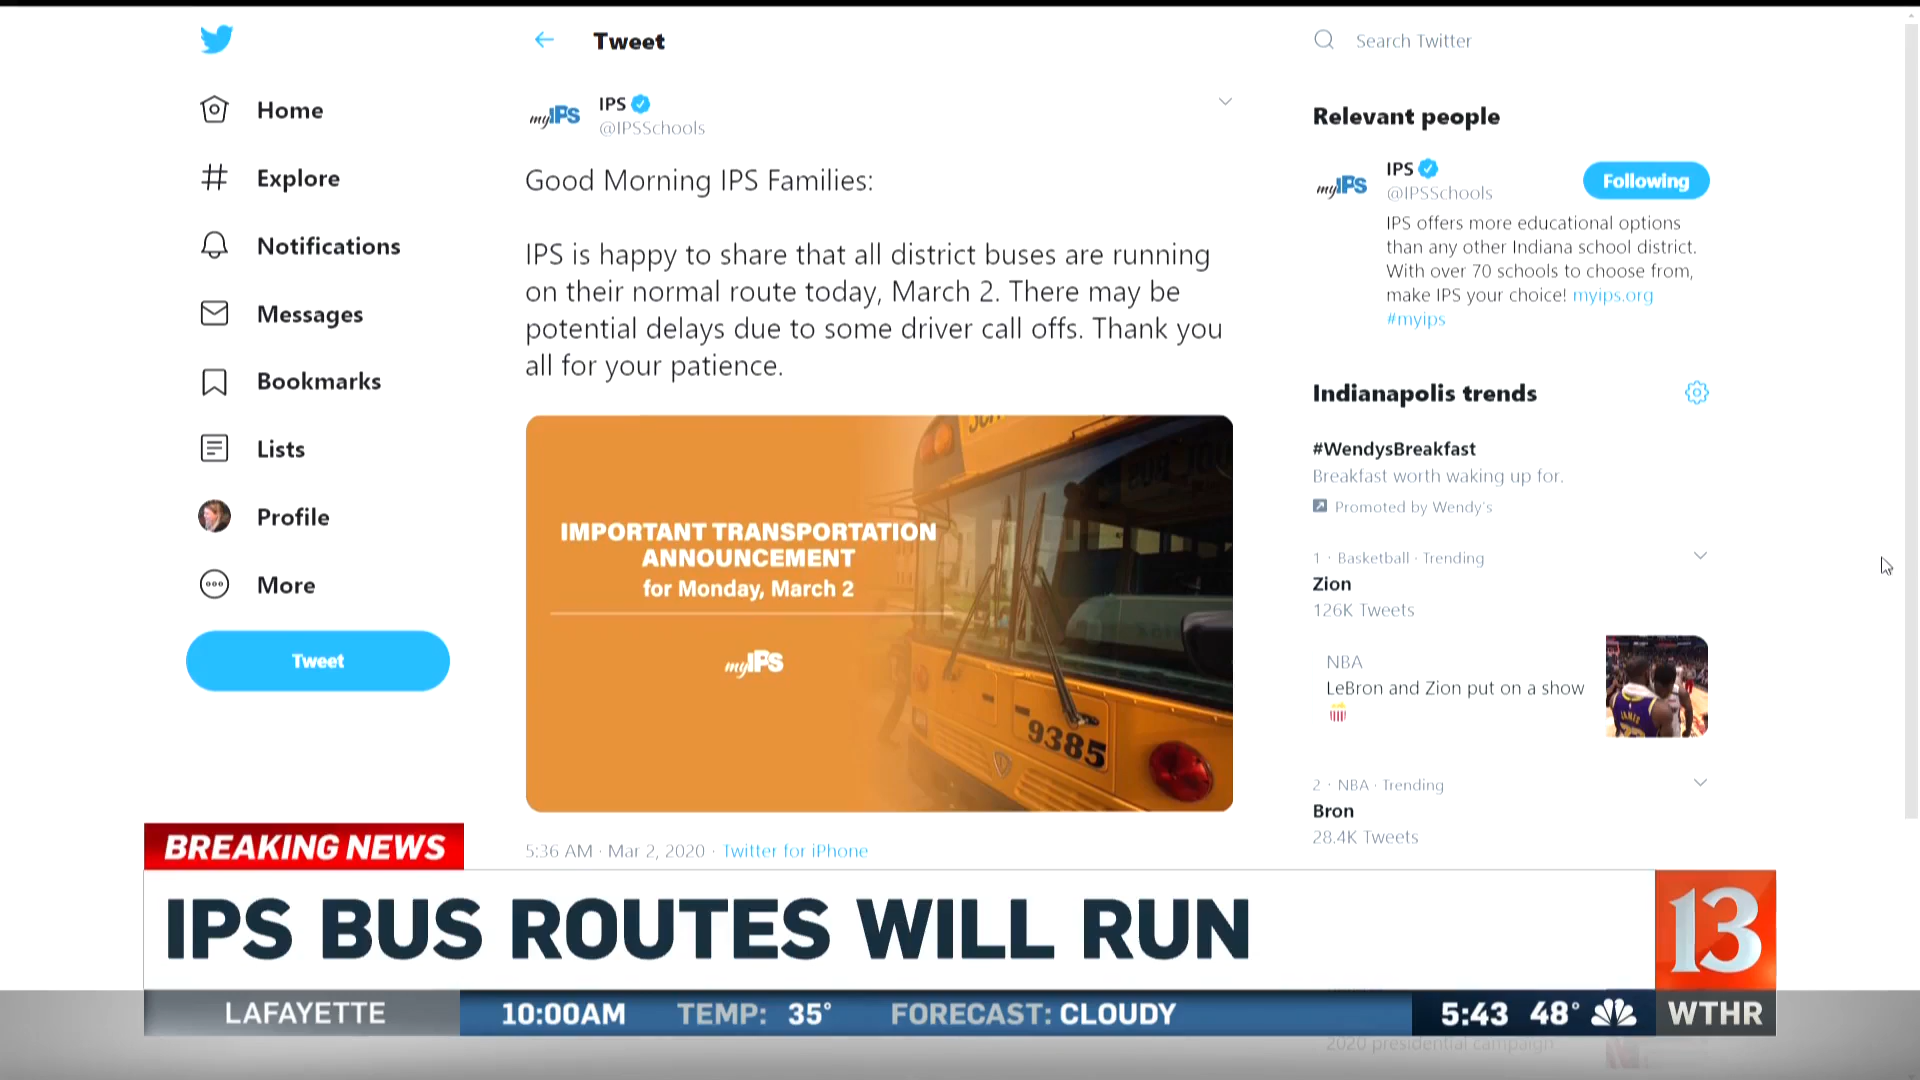 Home
Explore
Notifications
Messages
Bookmarks
Lists
Profile
More
Tweet
Tweet
myIPS
IPS
@IPSSchools
Good Morning IPS Families:
IPS is happy to share that all district buses are running
on their normal route today, March 2. There may be
potential delays due to some driver call offs. Thank you
all for your patience.
IMPORTANT TRANSPORTATION
ANNOUNCEMENT
for Monday, March 2
myIPS
9385
5:36 AM · Mar 2, 2020 · Twitter for iPhone
Search Twitter
Relevant people
myIPS
IPS
@IPSSchools
Following
IPS offers more educational options
than any other Indiana school district.
With over 70 schools to choose from,
make IPS your choice! myips.org
#myips
Indianapolis trends
#WendysBreakfast
Breakfast worth waking up for.
Promoted by Wendy's
1 · Basketball · Trending
Zion
126K Tweets
NBA
LeBron and Zion put on a show
JAMES
2 · NBA · Trending
Bron
28.4K Tweets
BREAKING NEWS
IPS BUS ROUTES WILL RUN
13
WTHR
LAFAYETTE
10:00AM TEMP: 35° FORECAST: CLOUDY
5:43 48°
2020 presidential campaign